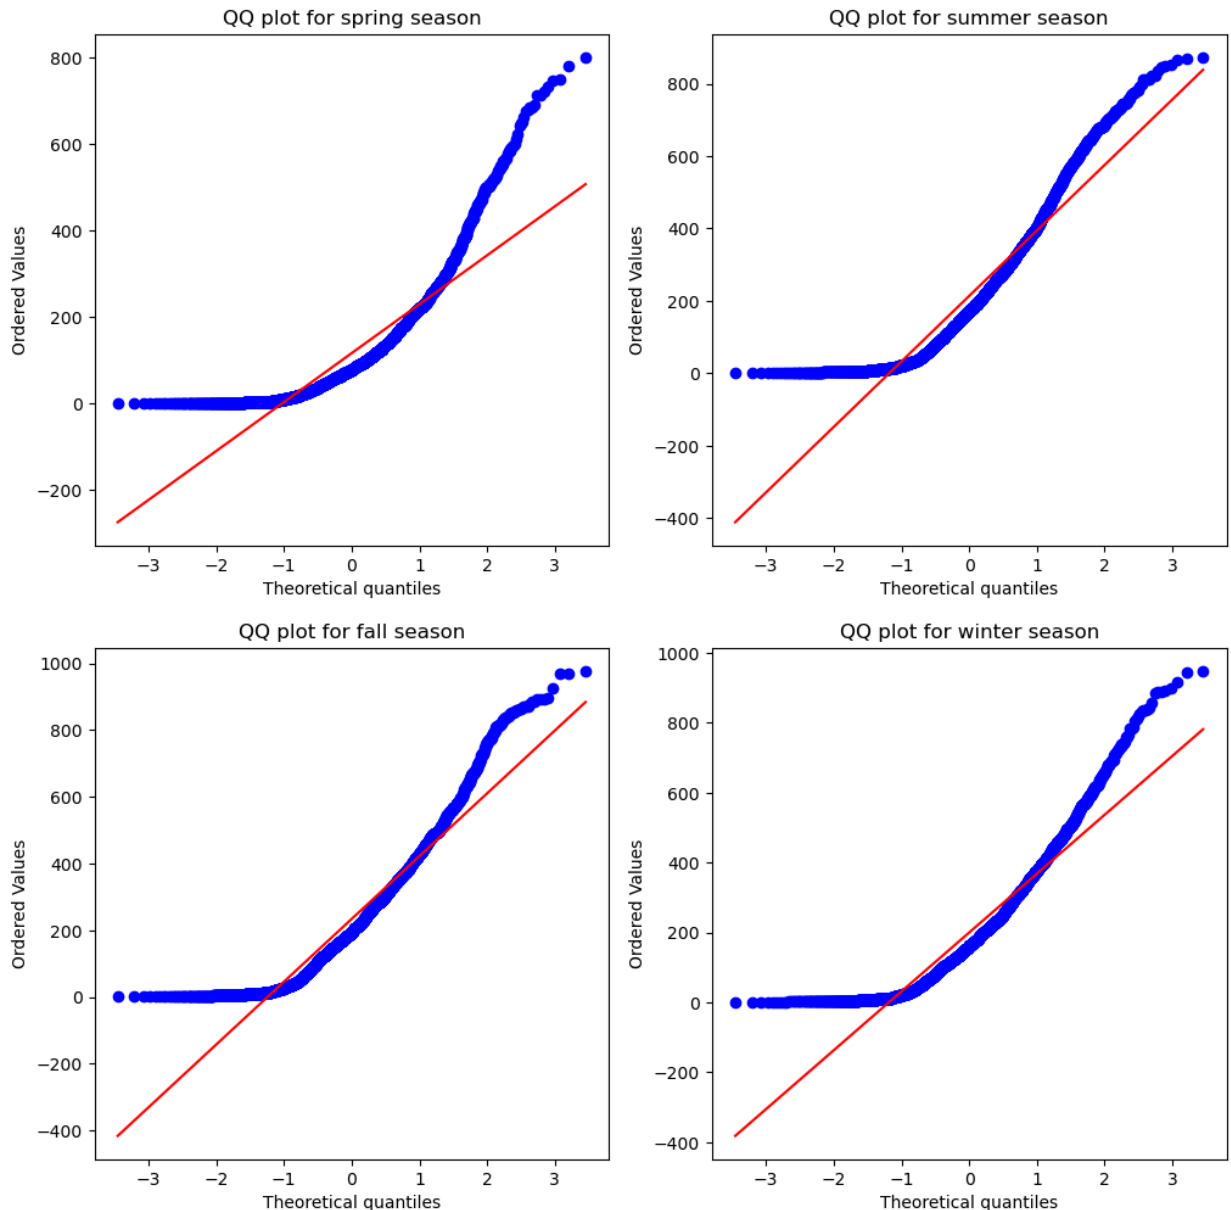 QQ plot for spring season
800
600
400
200
0
−200
Ordered Values
−3 −2 −1 0 1 2 3
Theoretical quantiles
QQ plot for summer season
800
600
400
200
0
−200
−400
Ordered Values
−3 −2 −1 0 1 2 3
Theoretical quantiles
QQ plot for fall season
1000
800
600
400
200
0
−200
−400
Ordered Values
−3 −2 −1 0 1 2 3
Theoretical quantiles
QQ plot for winter season
1000
800
600
400
200
0
−200
−400
Ordered Values
−3 −2 −1 0 1 2 3
Theoretical quantiles